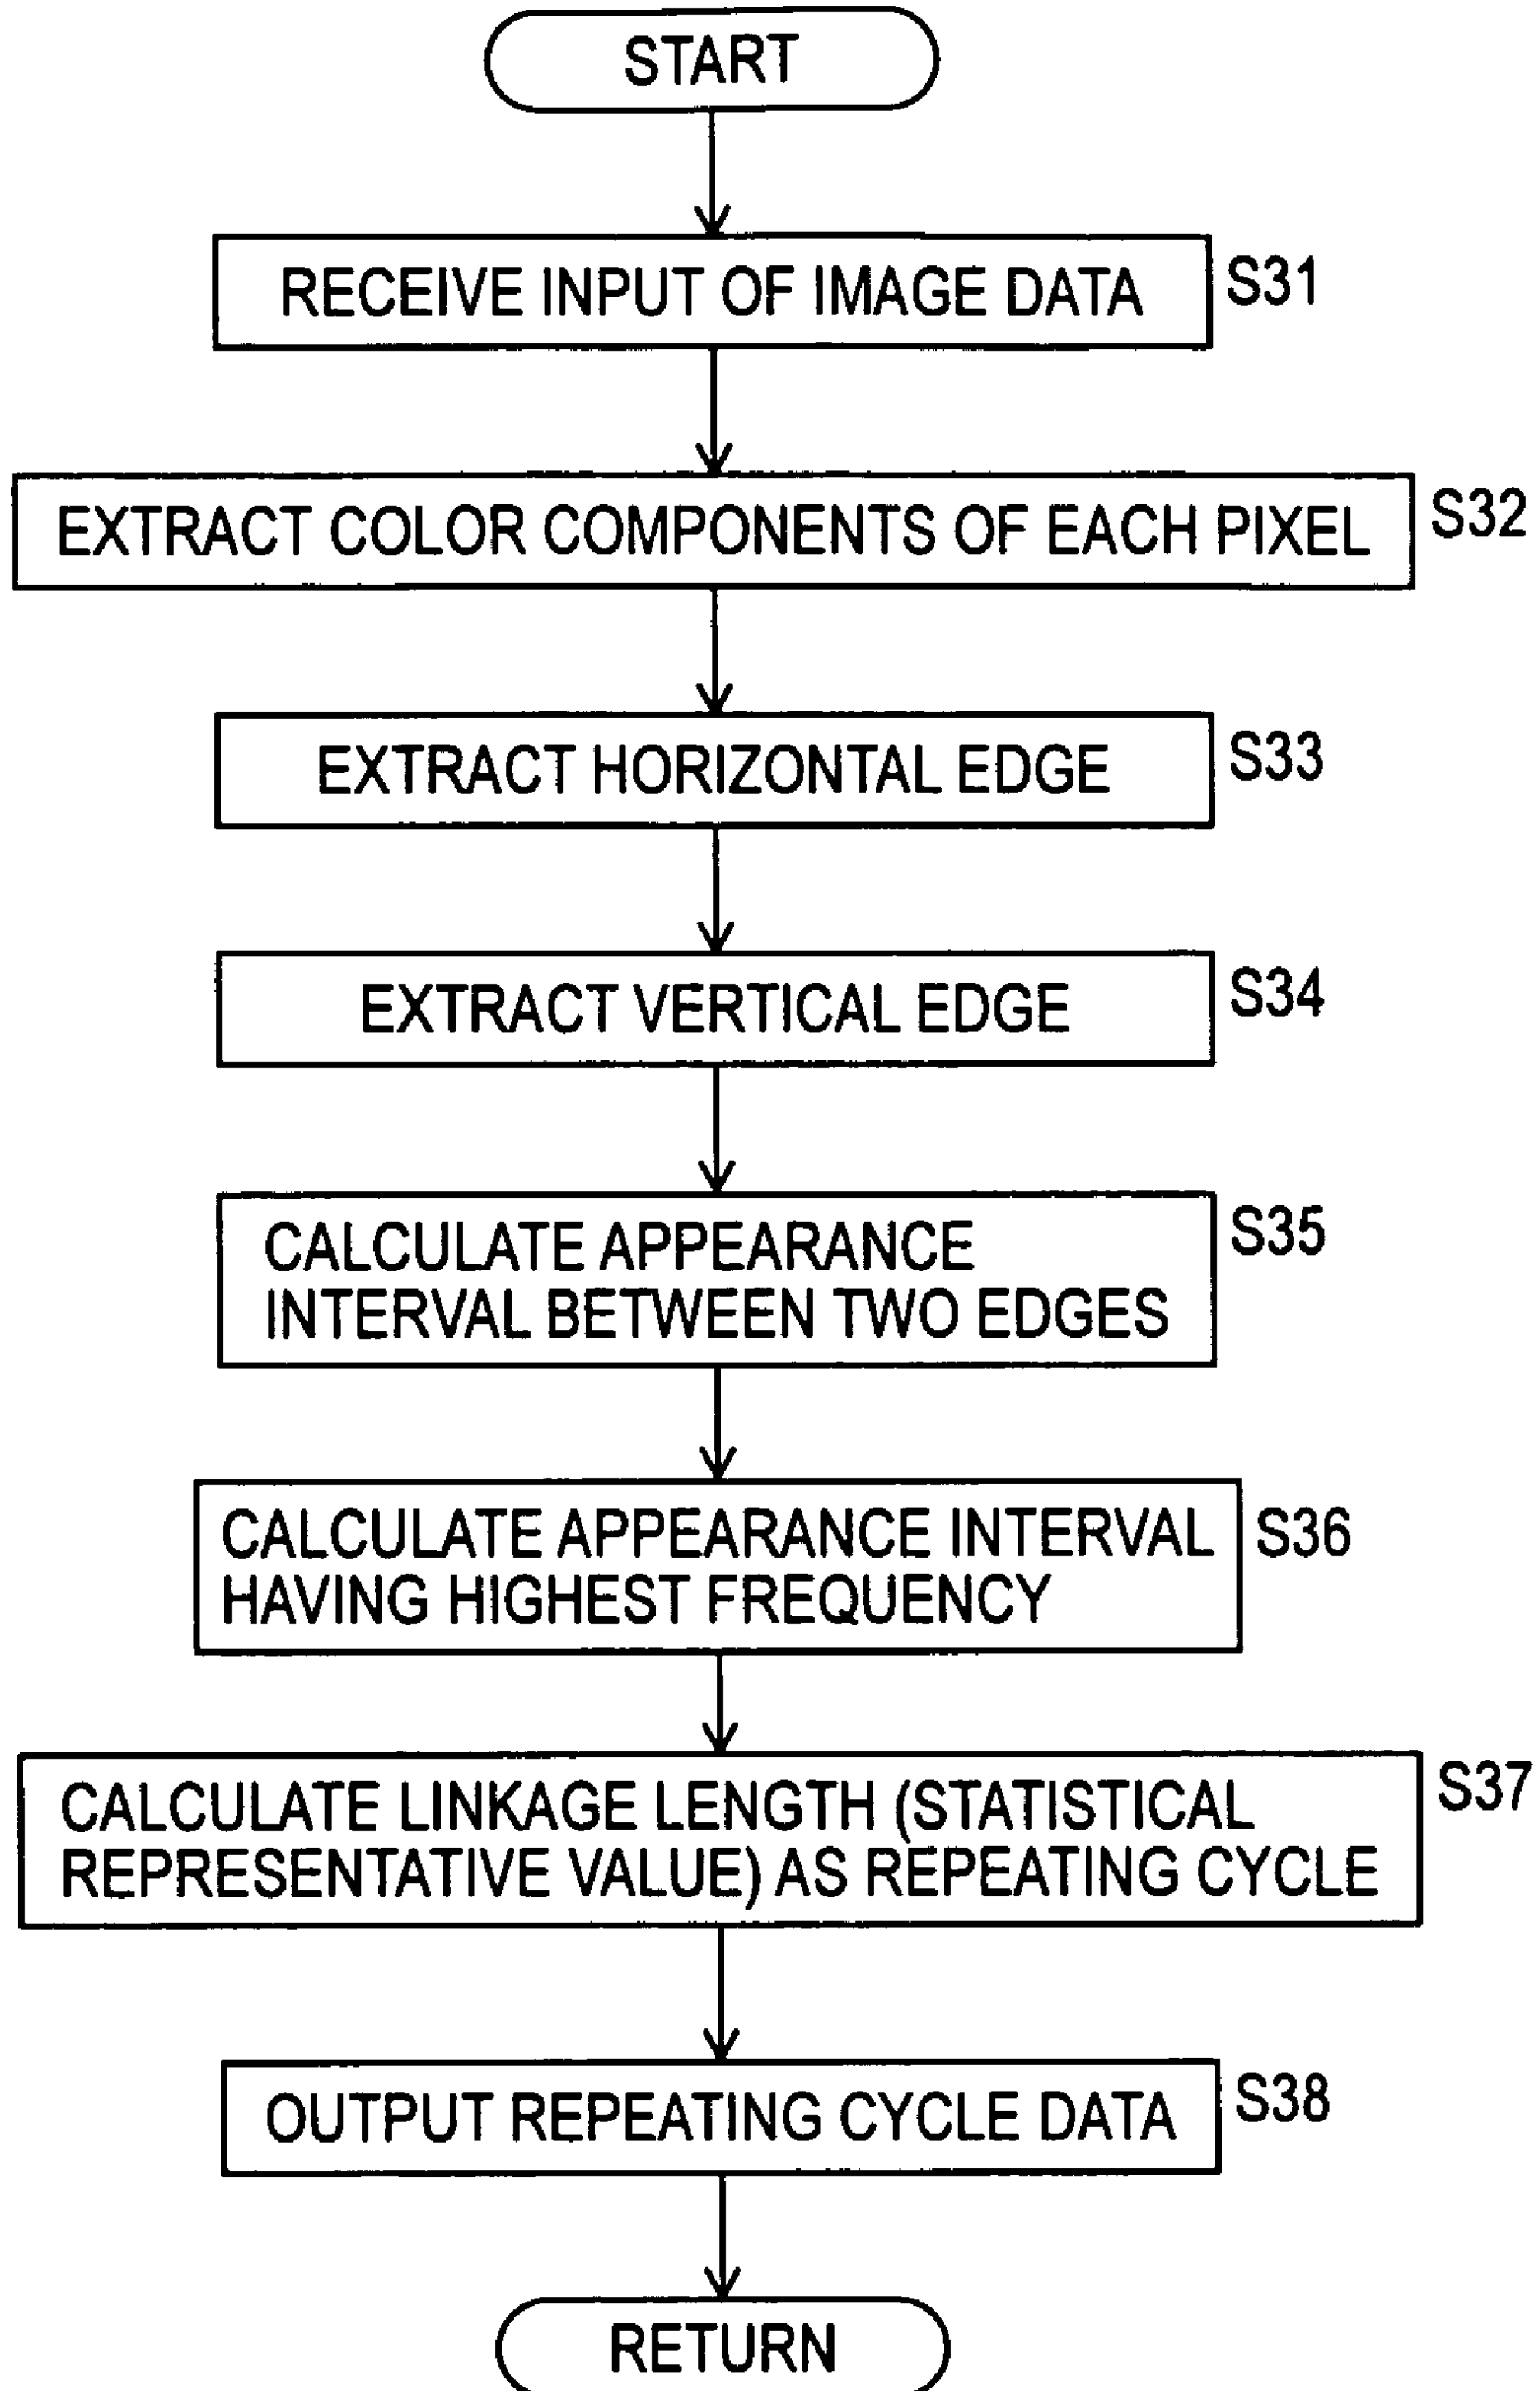 START
RECEIVE INPUT OF IMAGE DATA
S31
EXTRACT COLOR COMPONENTS OF EACH PIXEL
S32
EXTRACT HORIZONTAL EDGE
S33
EXTRACT VERTICAL EDGE
S34
CALCULATE APPEARANCE
INTERVAL BETWEEN TWO EDGES
S35
CALCULATE APPEARANCE INTERVAL
HAVING HIGHEST FREQUENCY
S36
CALCULATE LINKAGE LENGTH (STATISTICAL
REPRESENTATIVE VALUE) AS REPEATING CYCLE
S37
OUTPUT REPEATING CYCLE DATA
S38
RETURN